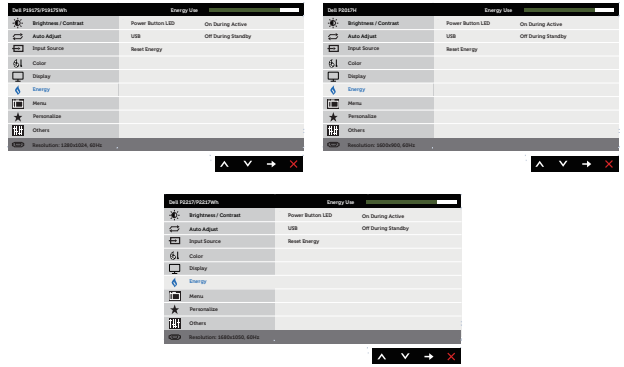 Dell P1917S/P1917SWh Energy Use
Brightness / Contrast Power Button LED On During Active
Auto Adjust USB Off During Standby
Input Source Reset Energy
Color
Display
Energy
Menu
Personalize
Others
Resolution: 1280x1024, 60Hz
Dell P2017H Energy Use
Brightness / Contrast Power Button LED On During Active
Auto Adjust USB Off During Standby
Input Source Reset Energy
Color
Display
Energy
Menu
Personalize
Others
Resolution: 1600x900, 60Hz
Dell P2217/P2217Wh Energy Use
Brightness / Contrast Power Button LED On During Active
Auto Adjust USB Off During Standby
Input Source Reset Energy
Color
Display
Energy
Menu
Personalize
Others
Resolution: 1680x1050, 60Hz